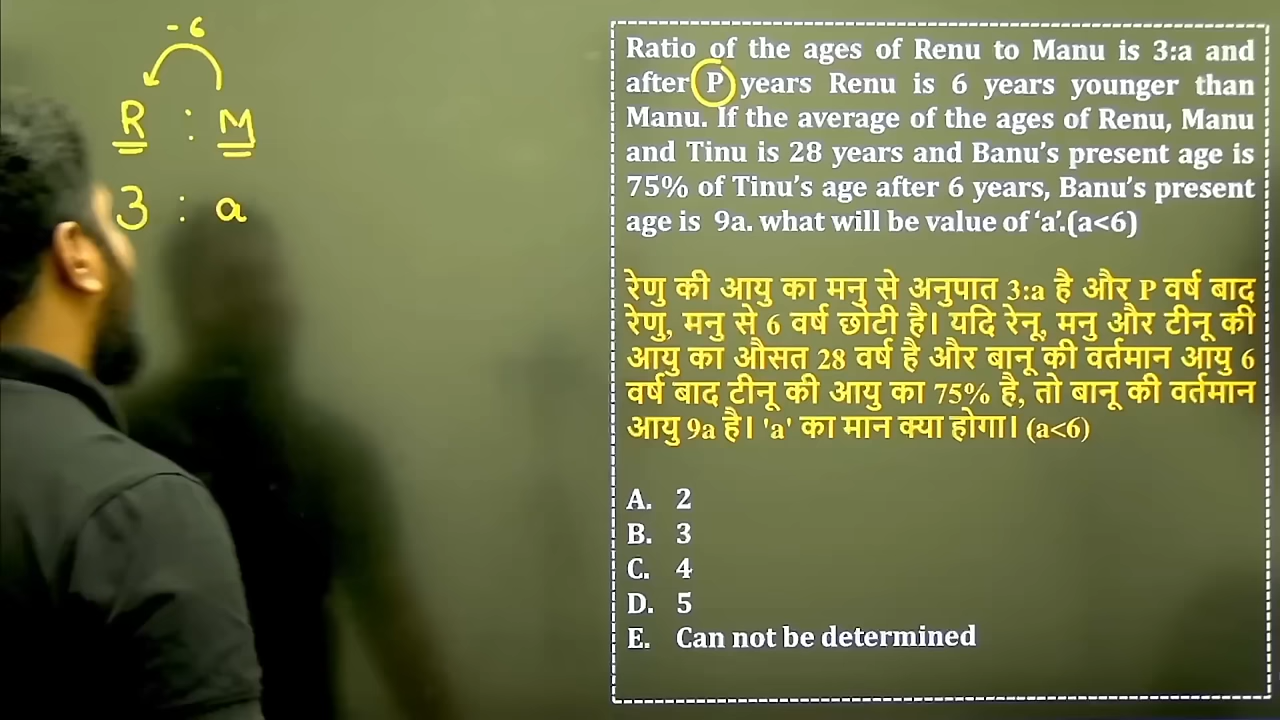 -6
R : M
3 : a
Ratio of the ages of Renu to Manu is 3:a and
after P years Renu is 6 years younger than
Manu. If the average of the ages of Renu, Manu
and Tinu is 28 years and Banu's present age is
75% of Tinu's age after 6 years, Banu's present
age is 9a. what will be value of 'a'.(a<6)
रेणु की आयु का मनु से अनुपात 3:a है और P वर्ष बाद
रेणु, मनु से 6 वर्ष छोटी है। यदि रेनू, मनु और टीनू की
आयु का औसत 28 वर्ष है और बानू की वर्तमान आयु 6
वर्ष बाद टीनू की आयु का 75% है, तो बानू की वर्तमान
आयु 9a है। 'a' का मान क्या होगा। (a<6)
A. 2
B. 3
C. 4
D. 5
E. Can not be determined